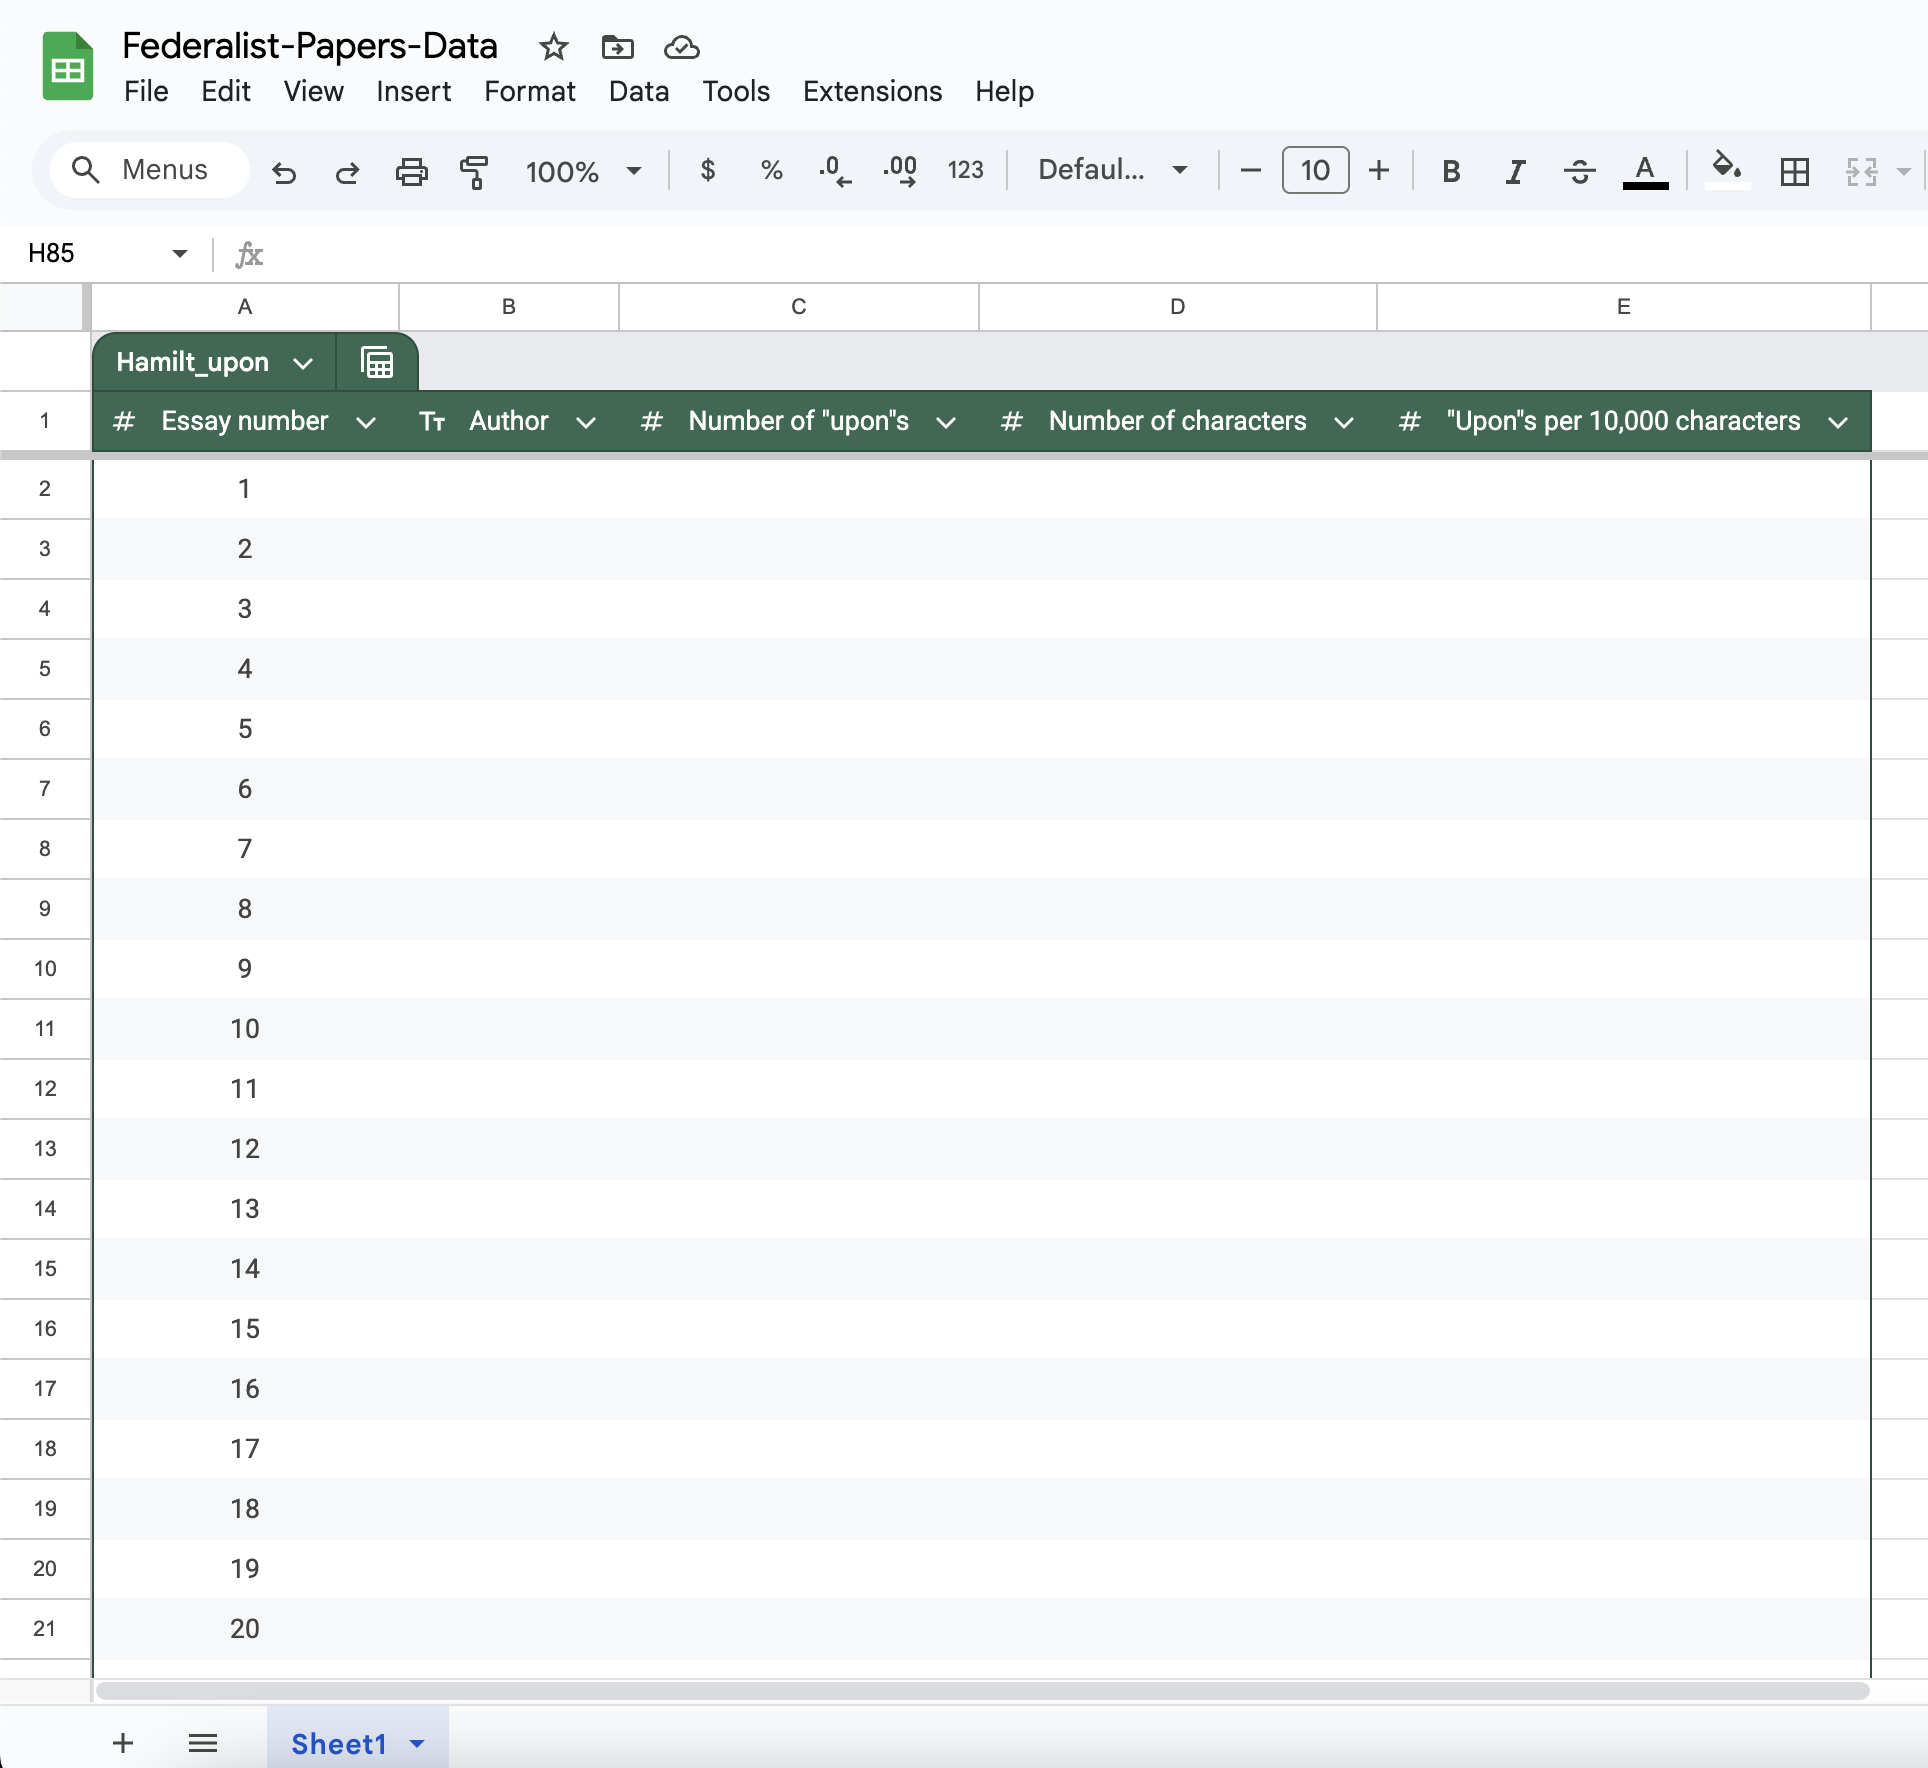 Federalist-Papers-Data
File Edit View Insert Format Data Tools Extensions Help
Menus 100% $ % .0 .00 123 Defaul... − 10 + B I S A
H85 fx
A B C D E
Hamilt_upon
1 # Essay number Tт Author # Number of "upon"s # Number of characters # "Upon"s per 10,000 characters
2 1
3 2
4 3
5 4
6 5
7 6
8 7
9 8
10 9
11 10
12 11
13 12
14 13
15 14
16 15
17 16
18 17
19 18
20 19
21 20
+ Sheet1